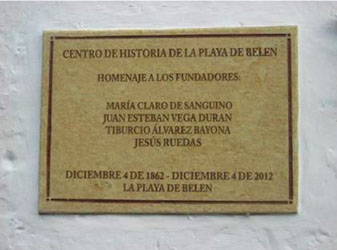 CENTRO DE HISTORIA DE LA PLAYA DE BELEN
HOMENAJE A LOS FUNDADORES:
MARÍA CLARO DE SANGUINO
JUAN ESTEBAN VEGA DURAN
TIBURCIO ÁLVAREZ BAYONA
JESÚS RUEDAS
DICIEMBRE 4 DE 1862 - DICIEMBRE 4 DE 2012
LA PLAYA DE BELEN